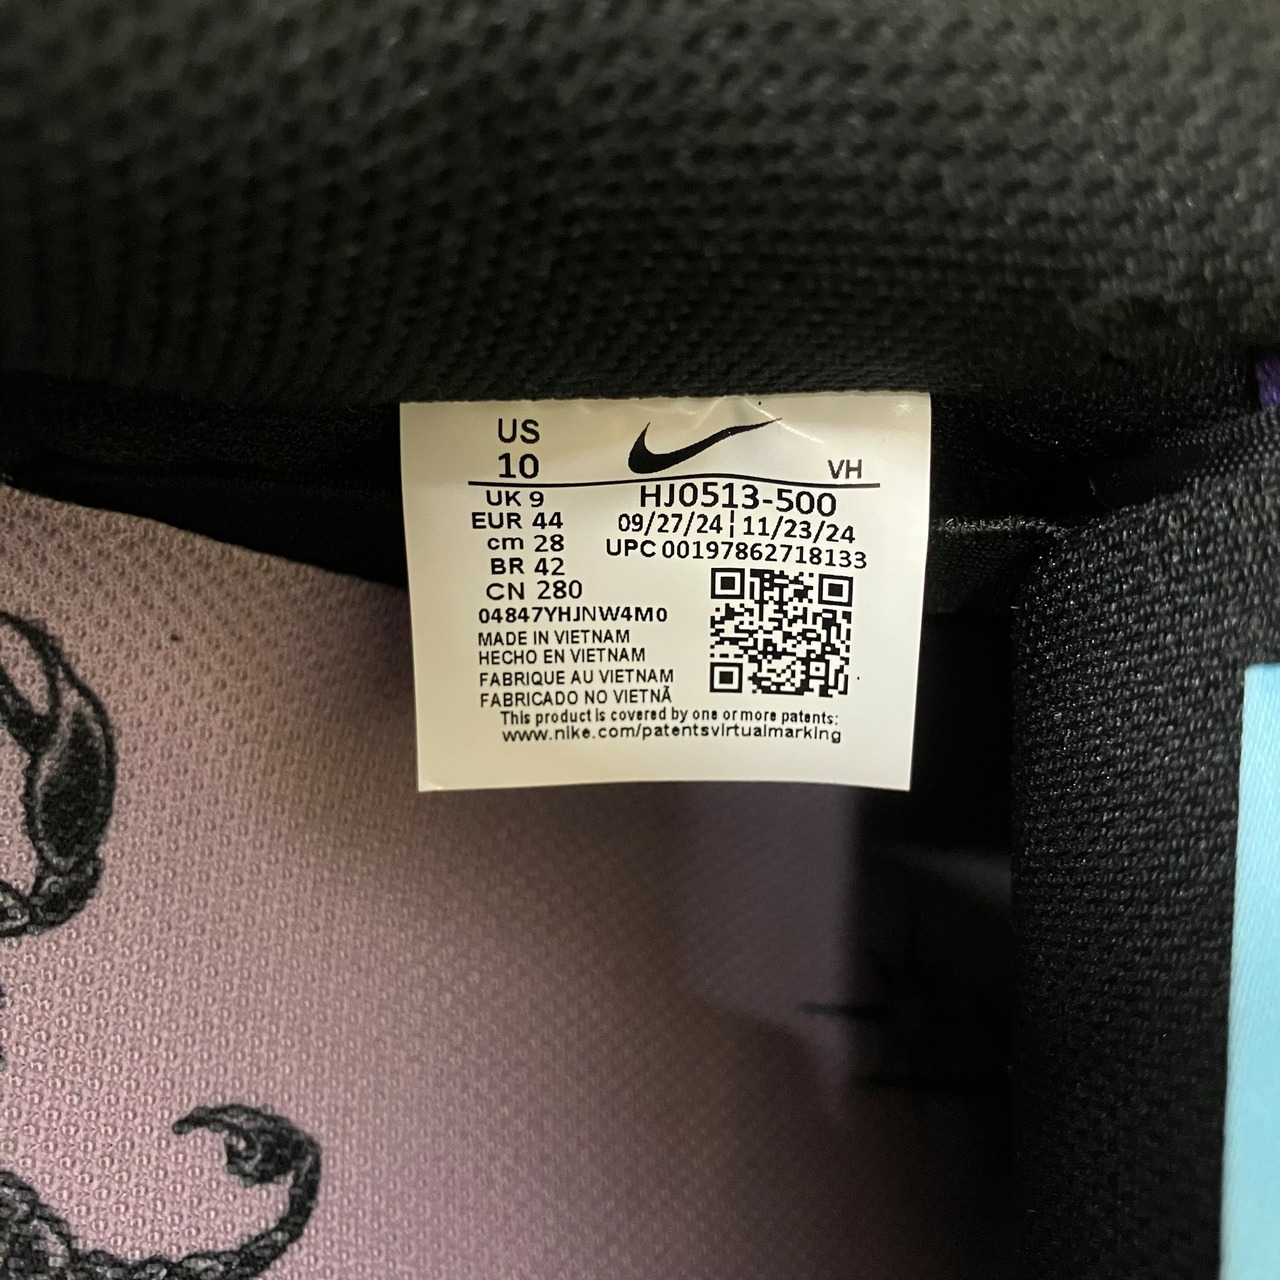 US
10
VH
UK 9
HJ0513-500
EUR 44
09/27/24 | 11/23/24
cm 28
UPC 00197862718133
BR 42
CN 280
04847YHJNW4M0
MADE IN VIETNAM
HECHO EN VIETNAM
FABRIQUE AU VIETNAM
FABRICADO NO VIETNÃ
This product is covered by one or more patents:
www.nike.com/patentsvirtualmarking